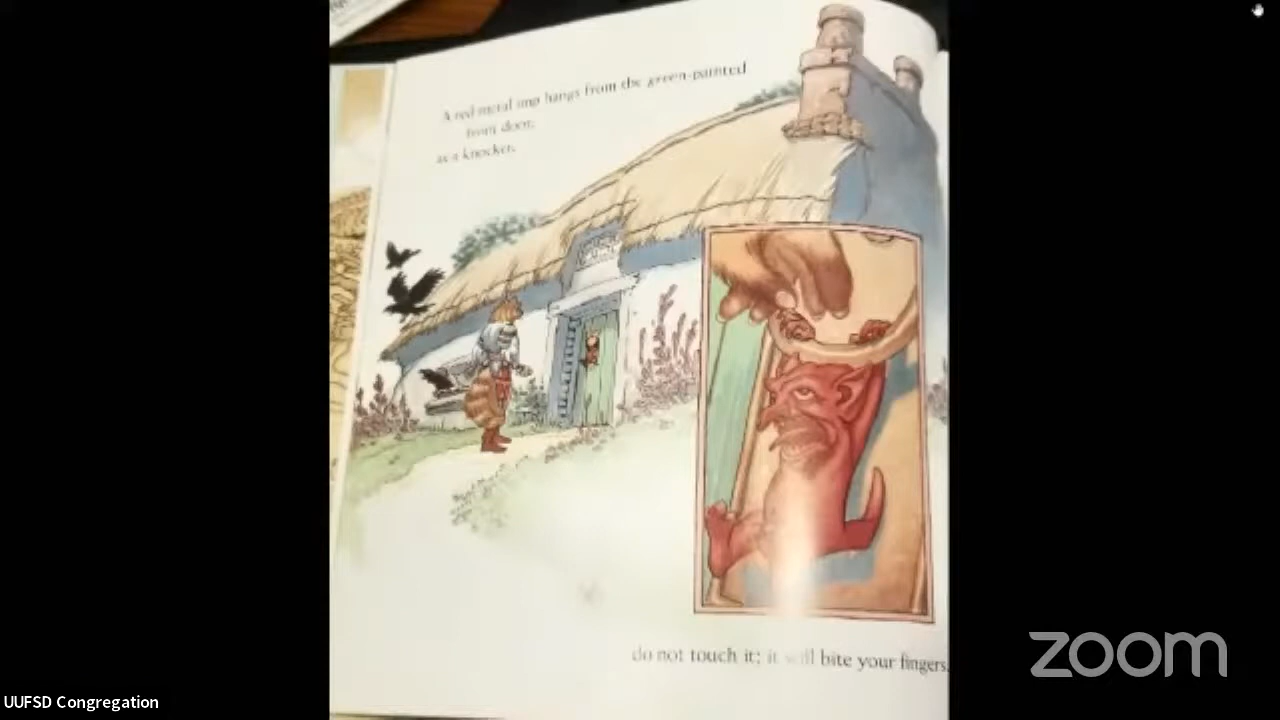 A red metal imp hangs from the green-painted
front door,
as a knocker,
do not touch it; it will bite your fingers.
UUFSD Congregation
zoom